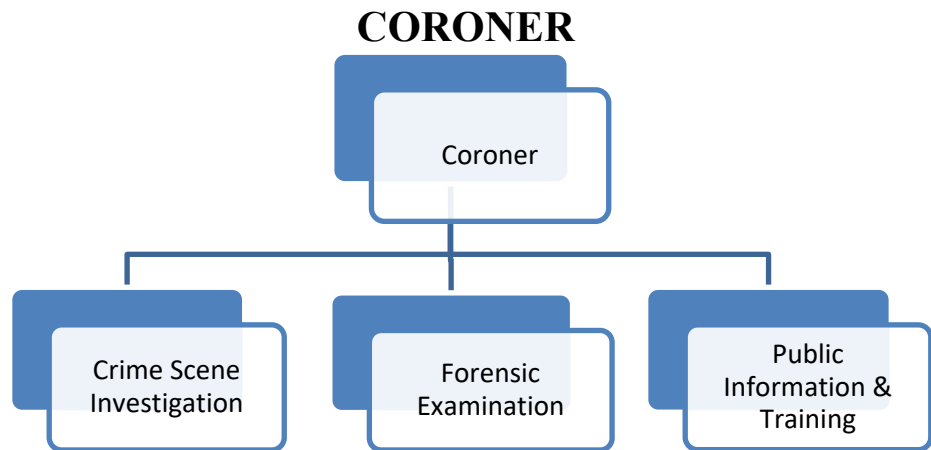 CORONER
Coroner
Crime Scene
Investigation
Forensic
Examination
Public
Information &
Training